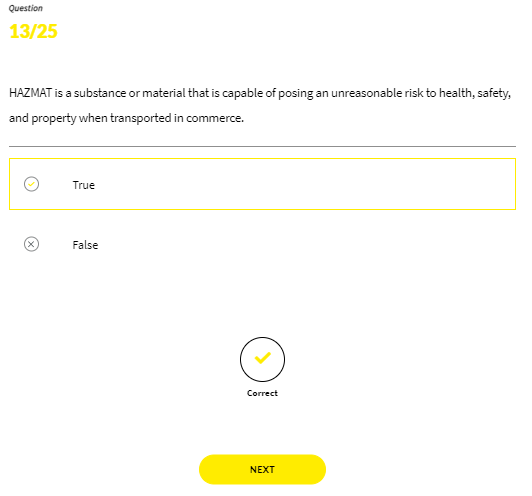 Question
13/25
HAZMAT is a substance or material that is capable of posing an unreasonable risk to health, safety,
and property when transported in commerce.
True
False
Correct
NEXT